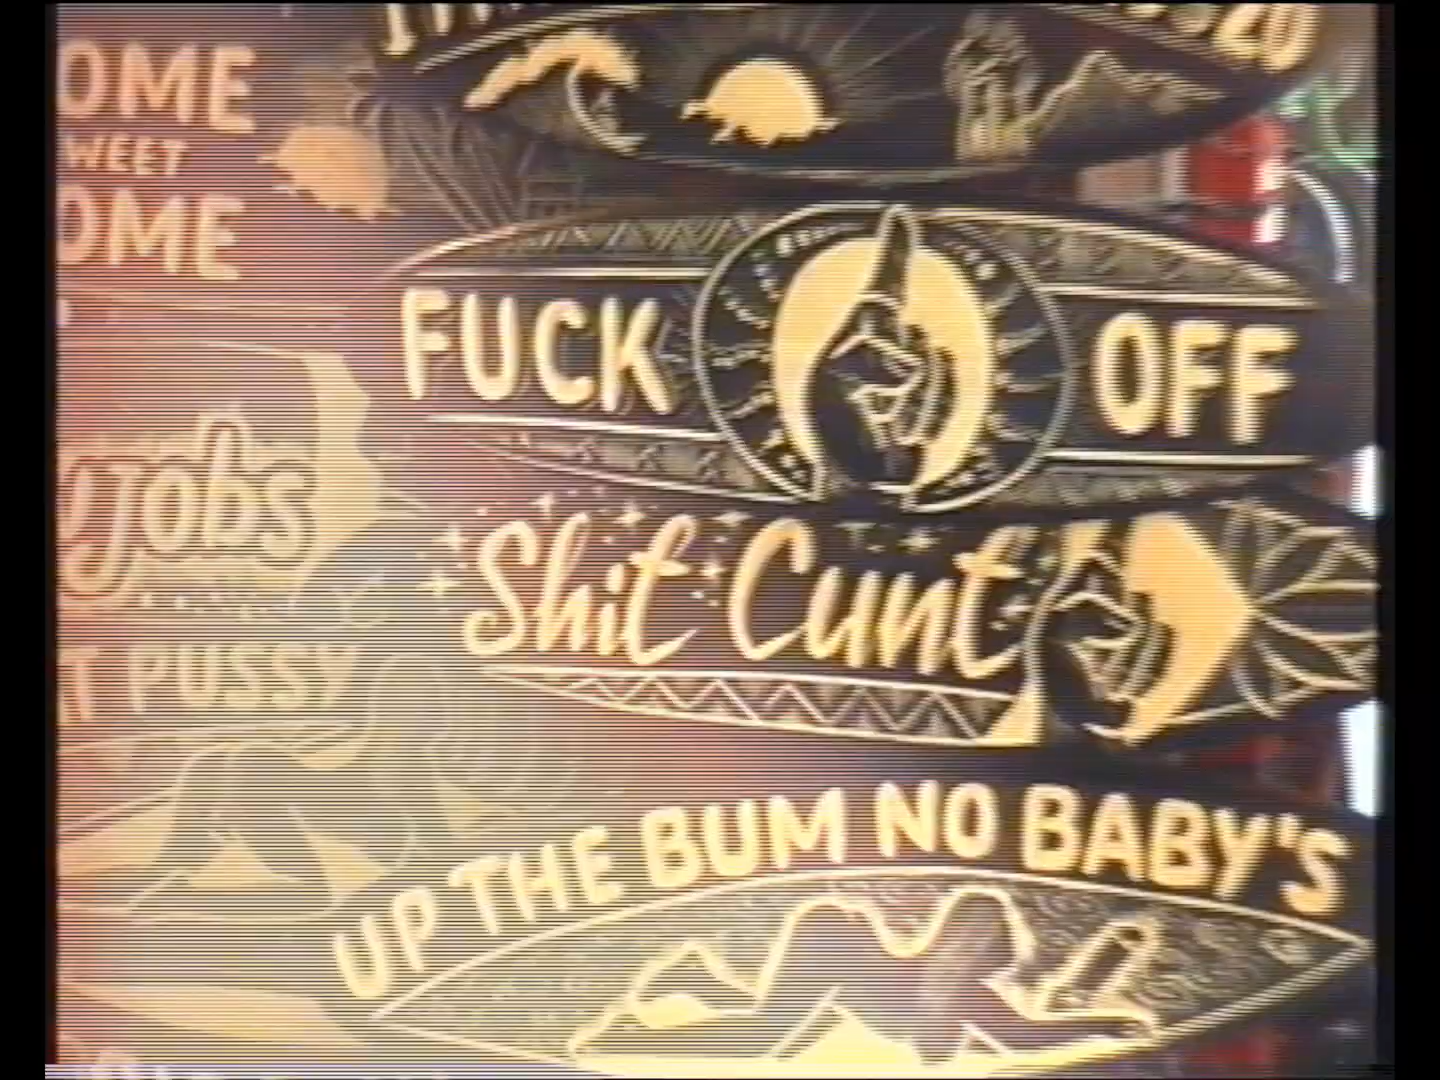 OME
WEET
OME
FUCK OFF
Jobs
Shit Cunt
T PUSSY
UP THE BUM NO BABY'S